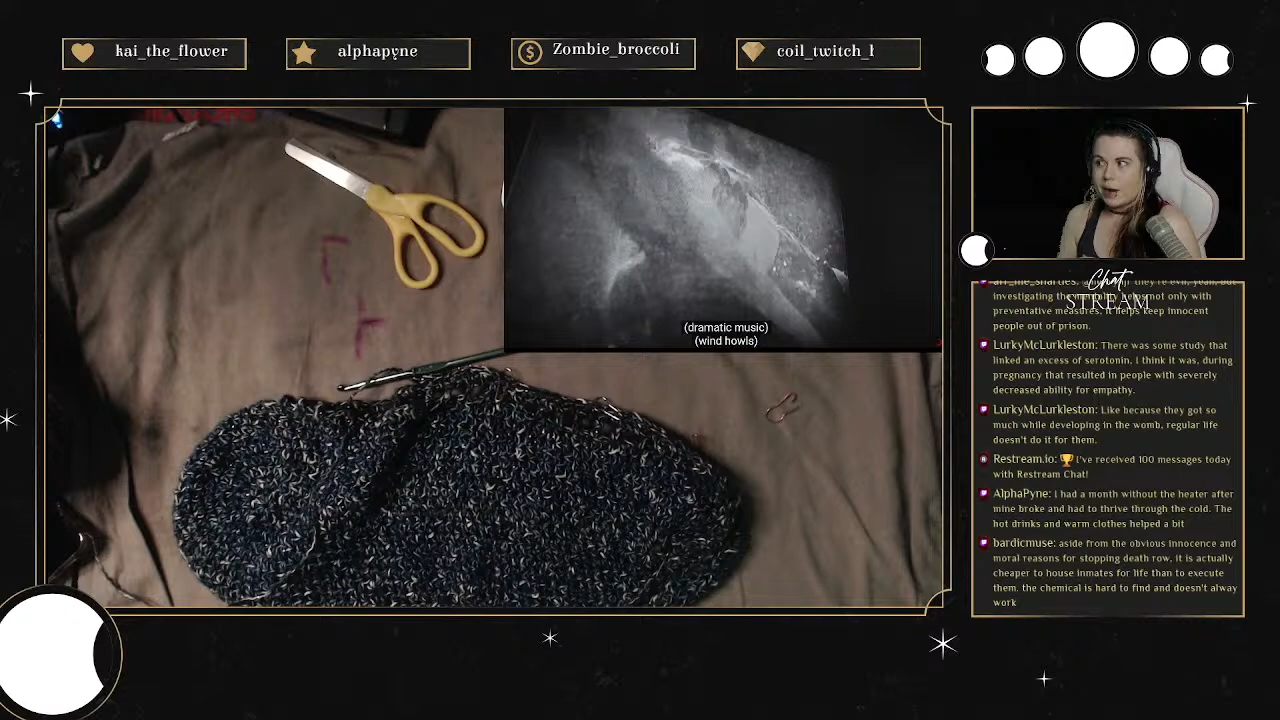 kai_the_flower
alphapyne
Zombie_broccoli
coil_twitch_
(dramatic music)
(wind howls)
Chat
STREAM
investigating the mentality helps not only with
preventative measures, it helps keep innocent
people out of prison.
LurkyMcLurkleston: There was some study that
linked an excess of serotonin, i think it was, during
pregnancy that resulted in people with severely
decreased ability for empathy.
LurkyMcLurkleston: Like because they got so
much while developing in the womb, regular life
doesn't do it for them.
Restream.io: 🏆 I've received 100 messages today
with Restream Chat!
AlphaPyne: I had a month without the heater after
mine broke and had to thrive through the cold. The
hot drinks and warm clothes helped a bit
bardicmuse: aside from the obvious innocence and
moral reasons for stopping death row, it is actually
cheaper to house inmates for life than to execute
them. the chemical is hard to find and doesn't alway
work